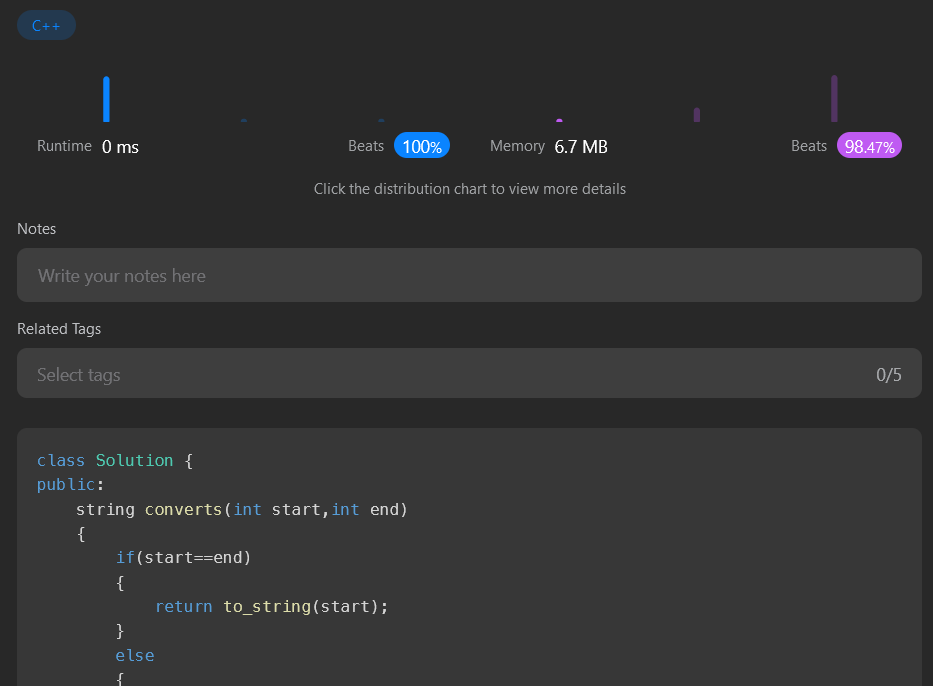 C++
Runtime 0 ms Beats 100% Memory 6.7 MB Beats 98.47%
Click the distribution chart to view more details
Notes
Write your notes here
Related Tags
Select tags 0/5
class Solution {
public:
    string converts(int start,int end)
    {
        if(start==end)
        {
            return to_string(start);
        }
        else
        {